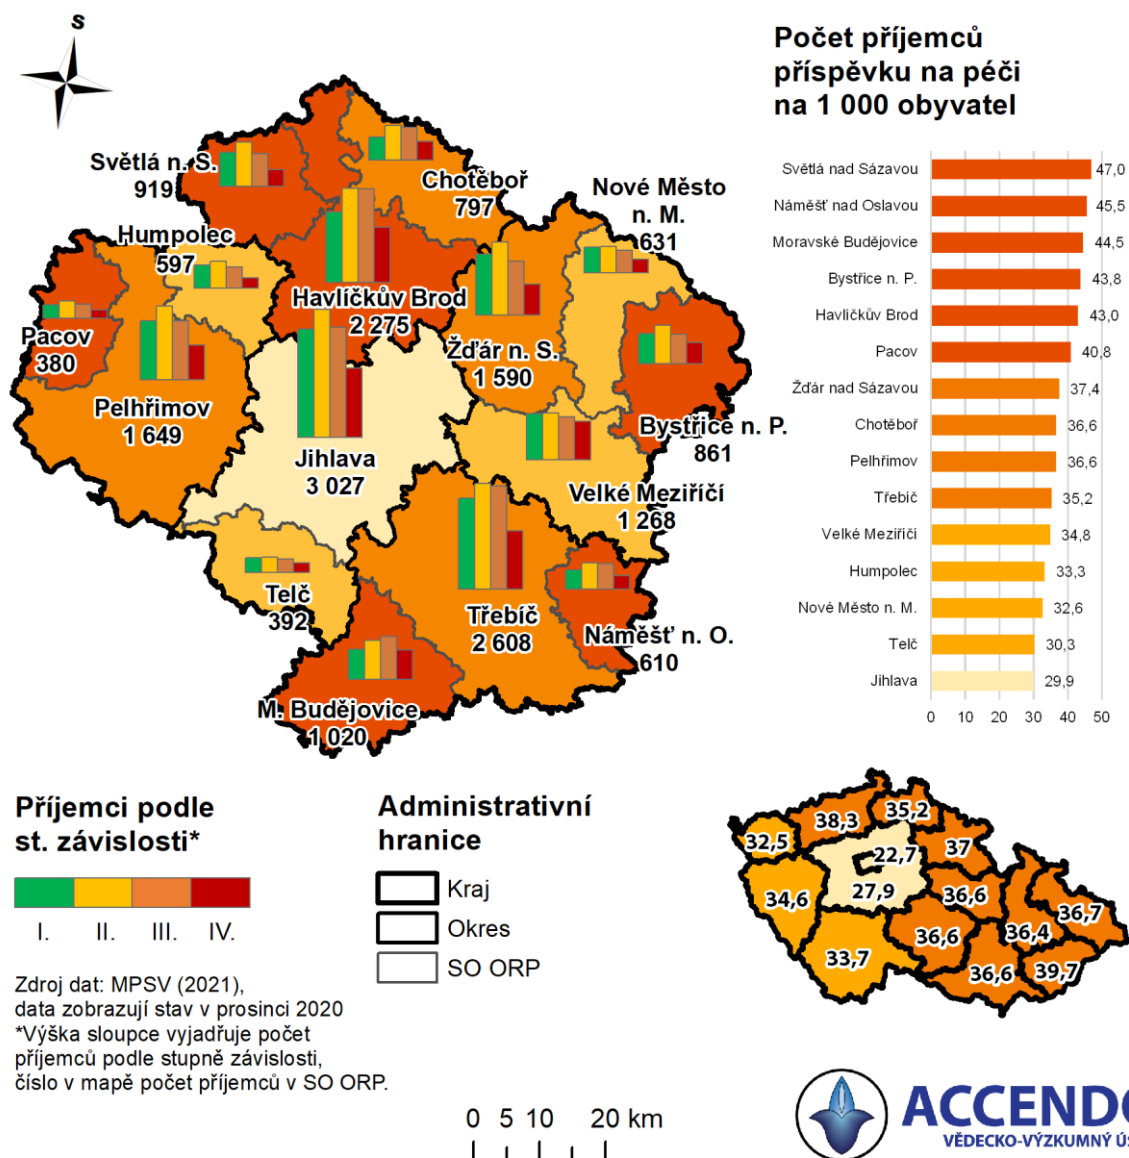 S
Počet příjemců
příspěvku na péči
na 1 000 obyvatel
Světlá n. S.
919
Chotěboř
797
Nové Město
n. M.
631
Humpolec
597
Havlíčkův Brod
2 275
Pacov
380
Žďár n. S.
1 590
Pelhřimov
1 649
Bystřice n. P.
861
Jihlava
3 027
Velké Meziříčí
1 268
Telč
392
Třebíč
2 608
Náměšť n. O.
610
M. Budějovice
1 020
Světlá nad Sázavou 47,0
Náměšť nad Oslavou 45,5
Moravské Budějovice 44,5
Bystřice n. P. 43,8
Havlíčkův Brod 43,0
Pacov 40,8
Žďár nad Sázavou 37,4
Chotěboř 36,6
Pelhřimov 36,6
Třebíč 35,2
Velké Meziříčí 34,8
Humpolec 33,3
Nové Město n. M. 32,6
Telč 30,3
Jihlava 29,9
0 10 20 30 40 50
Příjemci podle
st. závislosti*
I. II. III. IV.
Administrativní
hranice
Kraj
Okres
SO ORP
Zdroj dat: MPSV (2021),
data zobrazují stav v prosinci 2020
*Výška sloupce vyjadřuje počet
příjemců podle stupně závislosti,
číslo v mapě počet příjemců v SO ORP.
38,3
35,2
32,5
22,7
37
27,9
34,6
36,6
36,7
36,4
36,6
33,7
36,6
39,7
0 5 10 20 km
ACCENDO
VĚDECKO-VÝZKUMNÝ ÚS